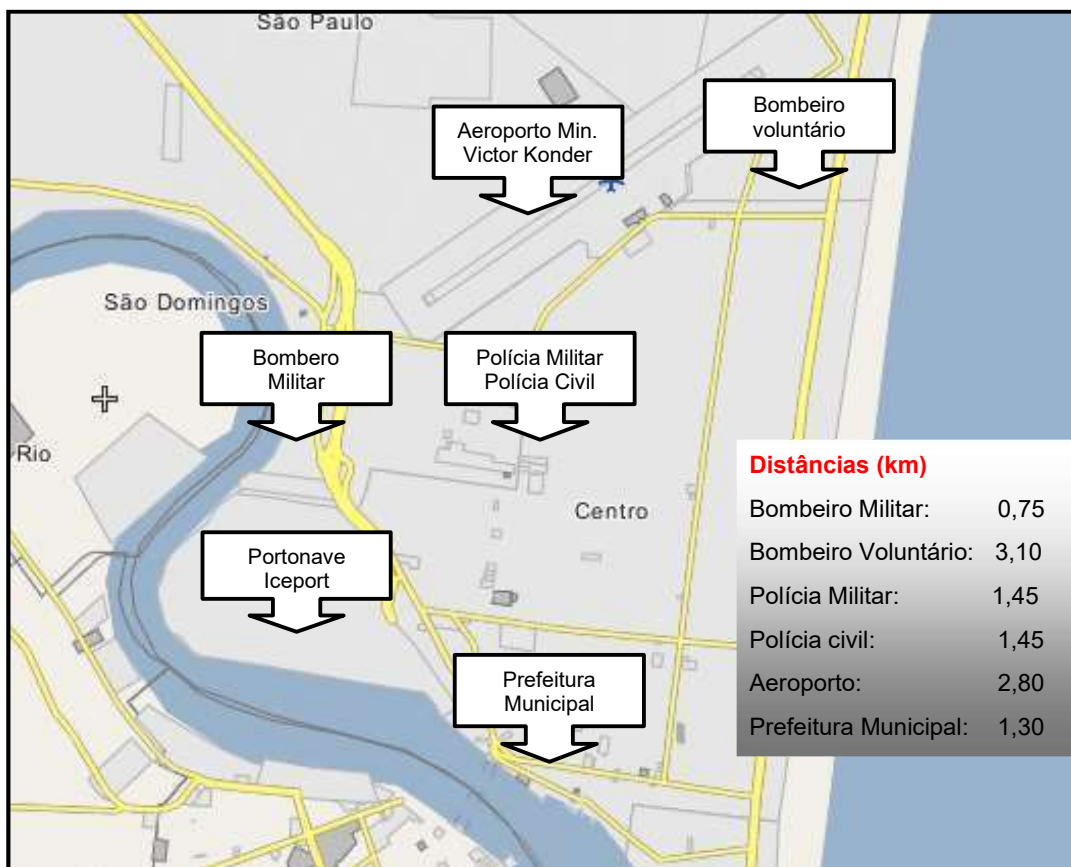 São Paulo
Aeroporto Min.
Victor Konder
Bombeiro
voluntário
São Domingos
Bombero
Militar
Polícia Militar
Polícia Civil
Rio
Centro
Portonave
Iceport
Prefeitura
Municipal
Distâncias (km)
Bombeiro Militar: 0,75
Bombeiro Voluntário: 3,10
Polícia Militar: 1,45
Polícia civil: 1,45
Aeroporto: 2,80
Prefeitura Municipal: 1,30